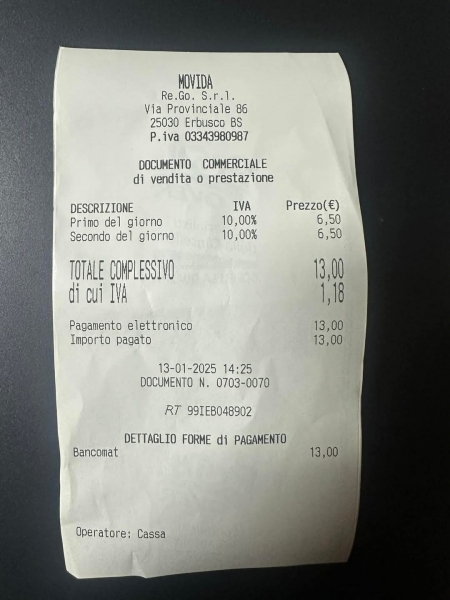 MOVIDA
Re.Go. S.r.l.
Via Provinciale 86
25030 Erbusco BS
P.iva 03343980987
DOCUMENTO COMMERCIALE
di vendita o prestazione
DESCRIZIONE IVA Prezzo(€)
Primo del giorno 10,00% 6,50
Secondo del giorno 10,00% 6,50
TOTALE COMPLESSIVO 13,00
di cui IVA 1,18
Pagamento elettronico 13,00
Importo pagato 13,00
13-01-2025 14:25
DOCUMENTO N. 0703-0070
RT 99IEB048902
DETTAGLIO FORME di PAGAMENTO
Bancomat 13,00
Operatore: Cassa